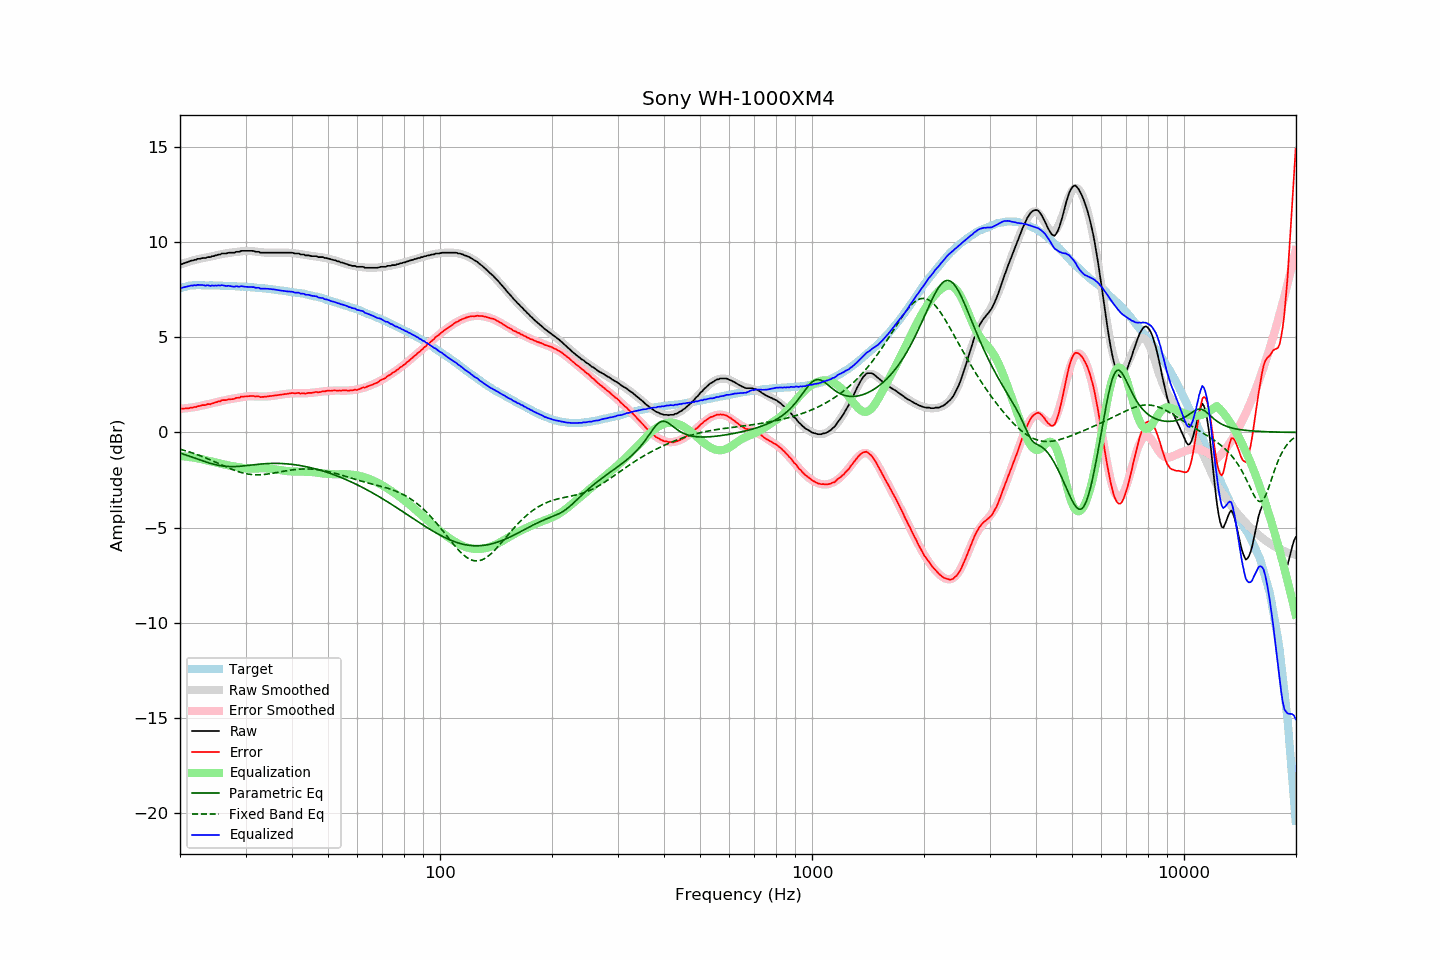 Sony WH-1000XM4
Amplitude (dBr)
15
10
5
0
−5
−10
−15
−20
Target
Raw Smoothed
Error Smoothed
Raw
Error
Equalization
Parametric Eq
Fixed Band Eq
Equalized
100
1000
10000
Frequency (Hz)